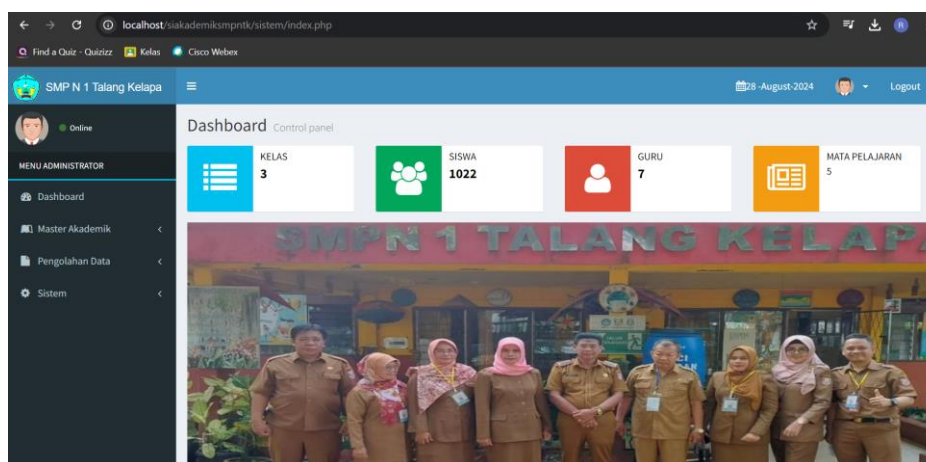 localhost/siakademiksmpntk/sistem/index.php
Find a Quiz - Quizizz Kelas Cisco Webex
SMP N 1 Talang Kelapa
28 -August-2024
Logout
Online
Dashboard Control panel
MENU ADMINISTRATOR
KELAS
3
SISWA
1022
GURU
7
MATA PELAJARAN
5
Dashboard
Master Akademik
Pengolahan Data
Sistem
SMPN 1 TALANG KELAPA